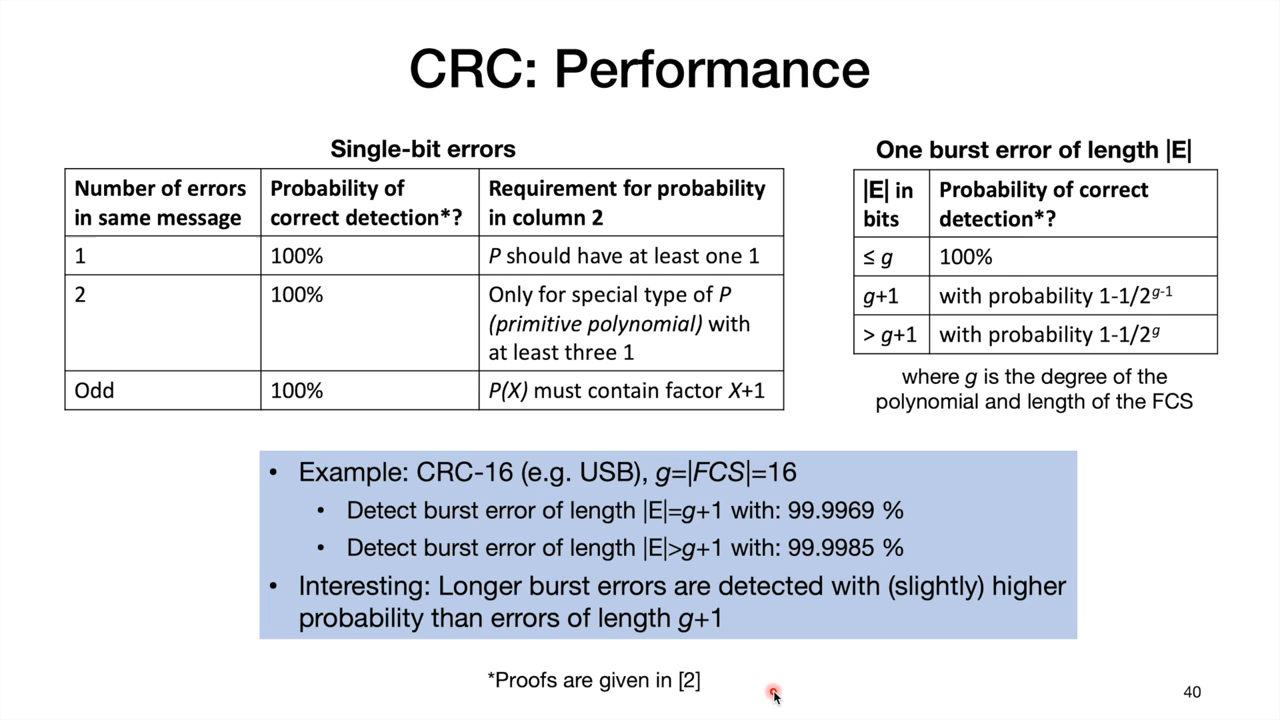 CRC: Performance
Single-bit errors
Number of errors in same message | Probability of correct detection*? | Requirement for probability in column 2
1 | 100% | P should have at least one 1
2 | 100% | Only for special type of P (primitive polynomial) with at least three 1
Odd | 100% | P(X) must contain factor X+1
One burst error of length |E|
|E| in bits | Probability of correct detection*?
≤ g | 100%
g+1 | with probability 1-1/2^g-1
> g+1 | with probability 1-1/2^g
where g is the degree of the
polynomial and length of the FCS
• Example: CRC-16 (e.g. USB), g=|FCS|=16
• Detect burst error of length |E|=g+1 with: 99.9969 %
• Detect burst error of length |E|>g+1 with: 99.9985 %
• Interesting: Longer burst errors are detected with (slightly) higher
probability than errors of length g+1
*Proofs are given in [2]
40